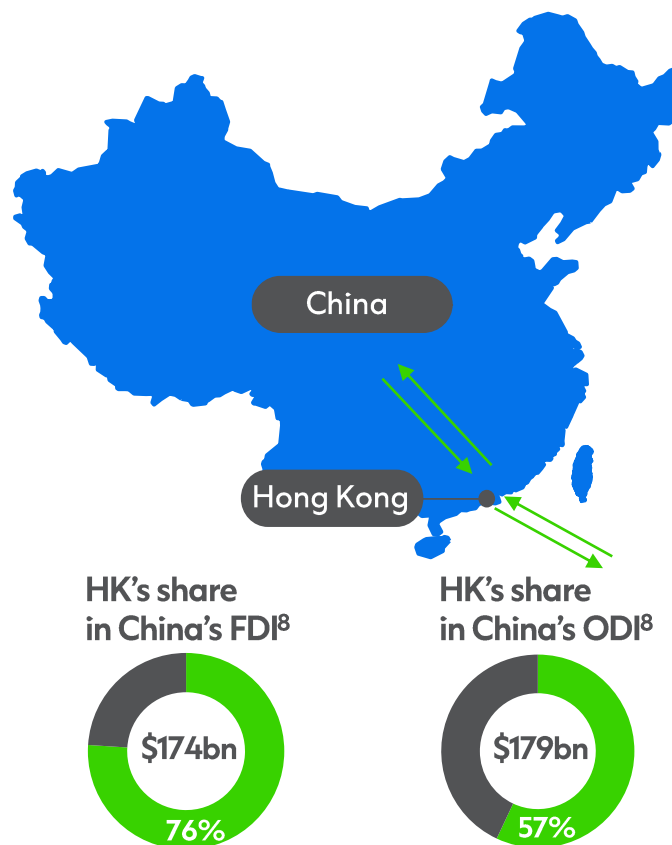 China
Hong Kong
HK’s share
in China’s FDI⁸
$174bn
76%
HK’s share
in China’s ODI⁸
$179bn
57%